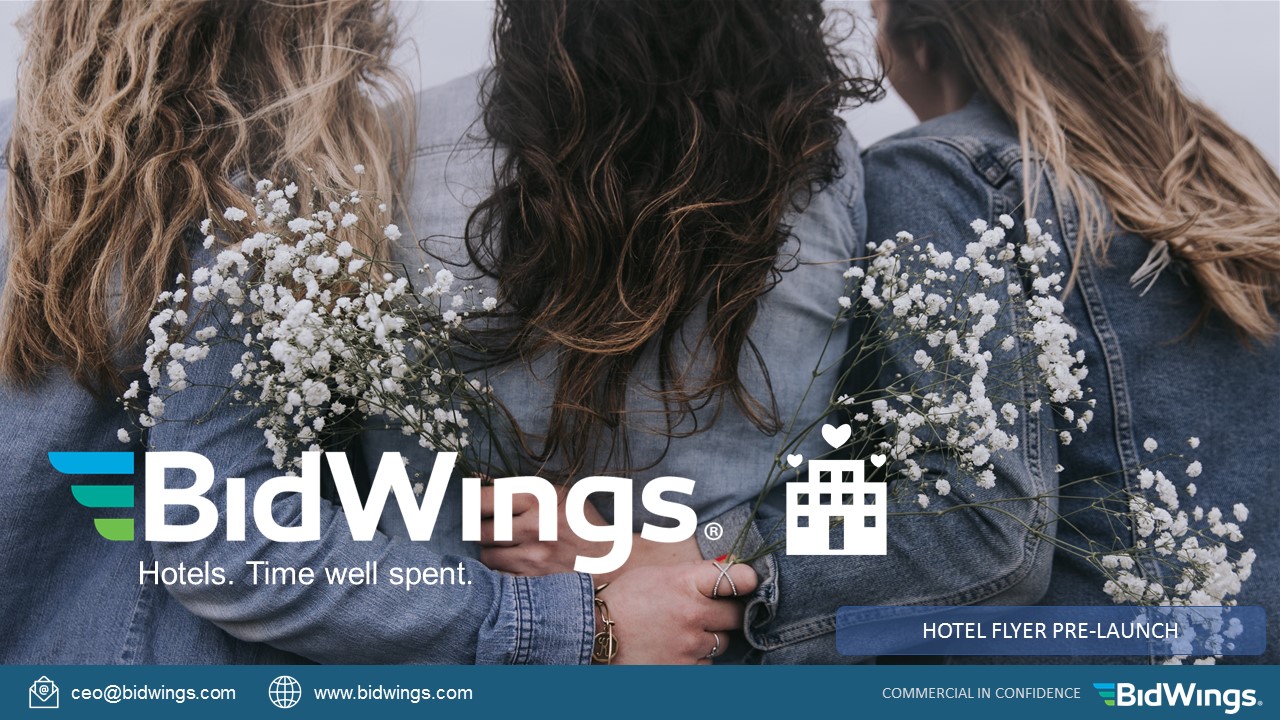 BidWings®
Hotels. Time well spent.
HOTEL FLYER PRE-LAUNCH
ceo@bidwings.com www.bidwings.com COMMERCIAL IN CONFIDENCE BidWings®